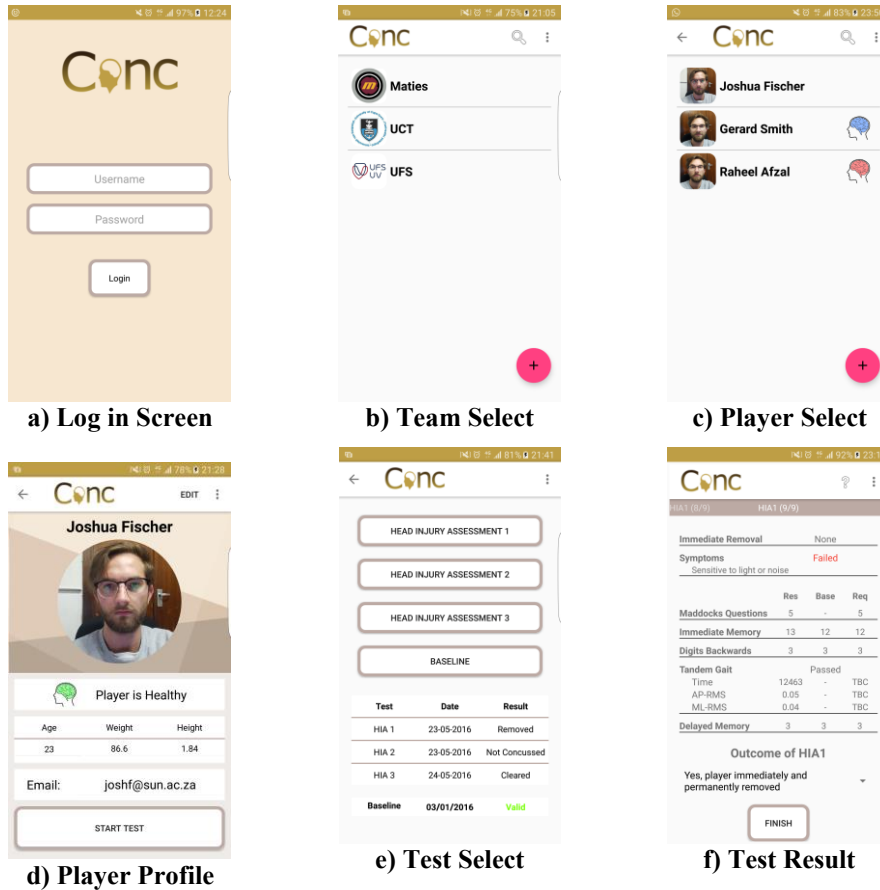 97% 12:24
Conc
Username
Password
Login
a) Log in Screen
75% 21:05
Conc
m Maties
UCT
UFS UV UFS
+
b) Team Select
83% 23:5
Conc
Joshua Fischer
Gerard Smith
Raheel Afzal
+
c) Player Select
78% 21:28
Conc EDIT
Joshua Fischer
Player is Healthy
Age Weight Height
23 86.6 1.84
Email: joshf@sun.ac.za
START TEST
d) Player Profile
81% 21:41
Conc
HEAD INJURY ASSESSMENT 1
HEAD INJURY ASSESSMENT 2
HEAD INJURY ASSESSMENT 3
BASELINE
Test Date Result
HIA 1 23-05-2016 Removed
HIA 2 23-05-2016 Not Concussed
HIA 3 24-05-2016 Cleared
Baseline 03/01/2016 Valid
e) Test Select
92% 23:1
Conc ?
HIA1 (8/9) HIA1 (9/9)
Immediate Removal None
Symptoms Failed
Sensitive to light or noise
Res Base Req
Maddocks Questions 5 - 5
Immediate Memory 13 12 12
Digits Backwards 3 3 3
Tandem Gait Passed
Time 12463 - TBC
AP-RMS 0.05 - TBC
ML-RMS 0.04 - TBC
Delayed Memory 3 3 3
Outcome of HIA1
Yes, player immediately and
permanently removed
FINISH
f) Test Result